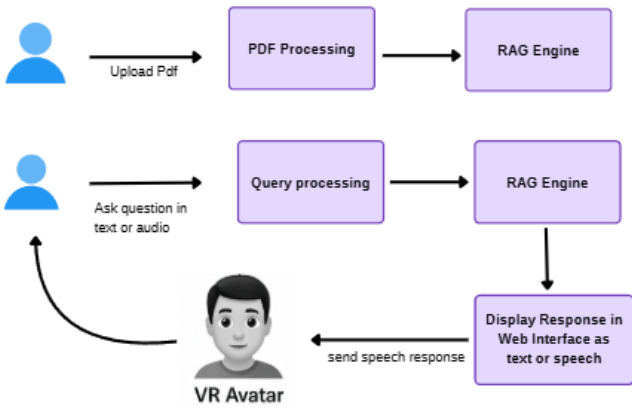 PDF Processing
RAG Engine
Upload Pdf
Query processing
RAG Engine
Ask question in
text or audio
Display Response in
Web Interface as
text or speech
send speech response
VR Avatar